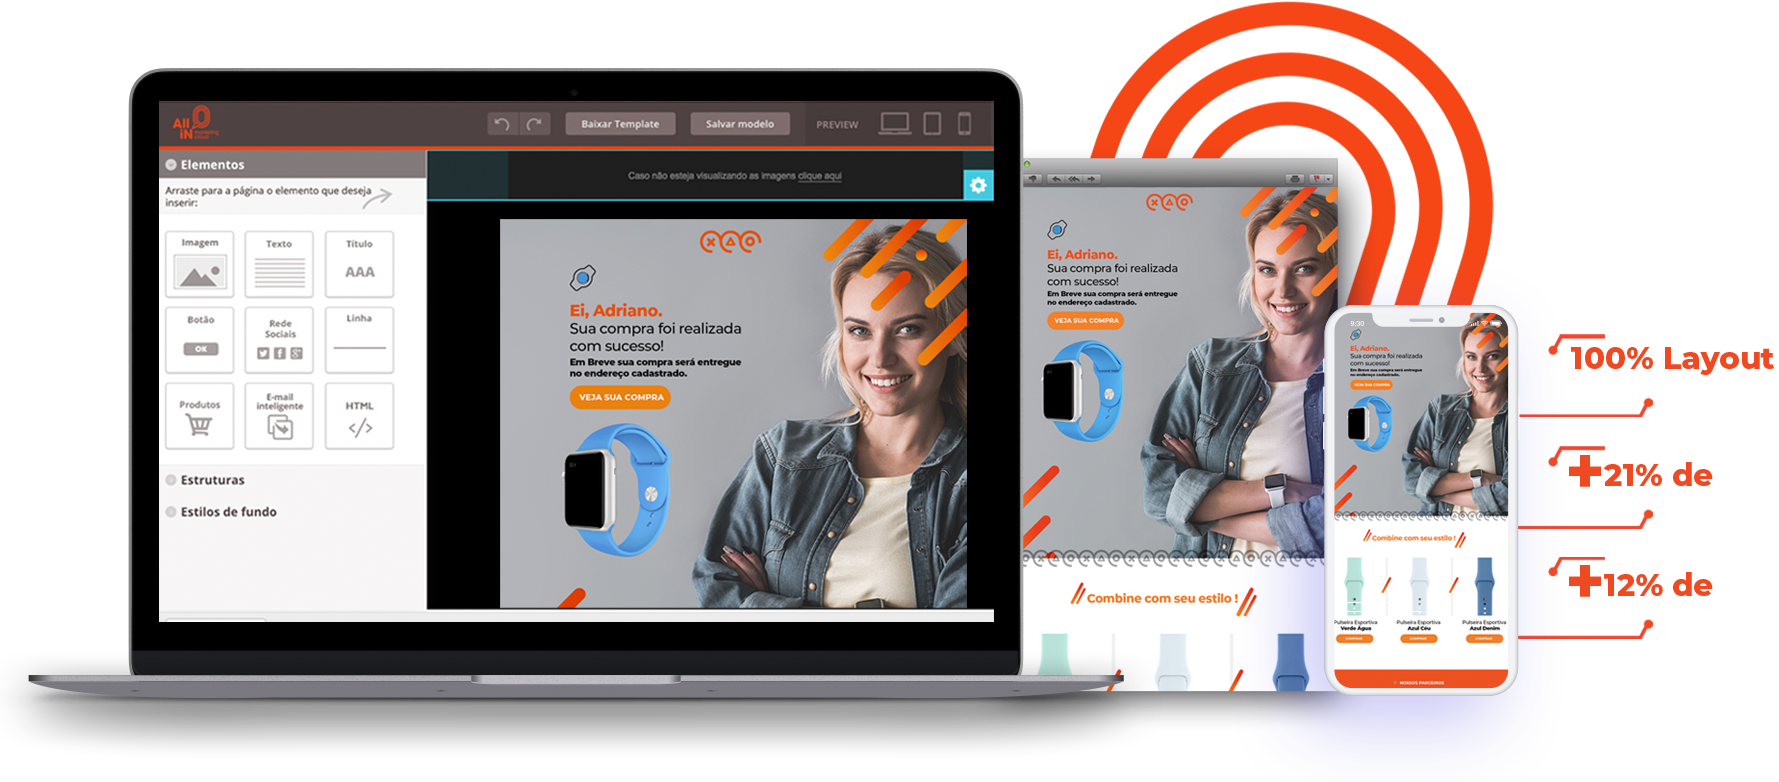 All
iN
marketing
cloud
Baixar Template
Salvar modelo
PREVIEW
Elementos
Arraste para a página o elemento que deseja
inserir:
Imagem
Texto
Título
AAA
Botão
OK
Rede
Sociais
Linha
Produtos
E-mail
inteligente
HTML
</>
Estruturas
Estilos de fundo
Caso não esteja visualizando as imagens clique aqui
Ei, Adriano.
Sua compra foi realizada
com sucesso!
Em Breve sua compra será entregue
no endereço cadastrado.
VEJA SUA COMPRA
Ei, Adriano.
Sua compra foi realizada
com sucesso!
Em Breve sua compra será entregue
no endereço cadastrado.
VEJA SUA COMPRA
Combine com seu estilo !
9:30
Ei, Adriano.
Sua compra foi realizada
com sucesso!
Em Breve sua compra será entregue
no endereço cadastrado.
VEJA SUA COMPRA
Combine com seu estilo !
Pulseira Esportiva
Verde Água
COMPRAR
Pulseira Esportiva
Azul Céu
COMPRAR
Pulseira Esportiva
Azul Denim
COMPRAR
NOSSOS PARCEIROS
100% Layout
+21% de
+12% de